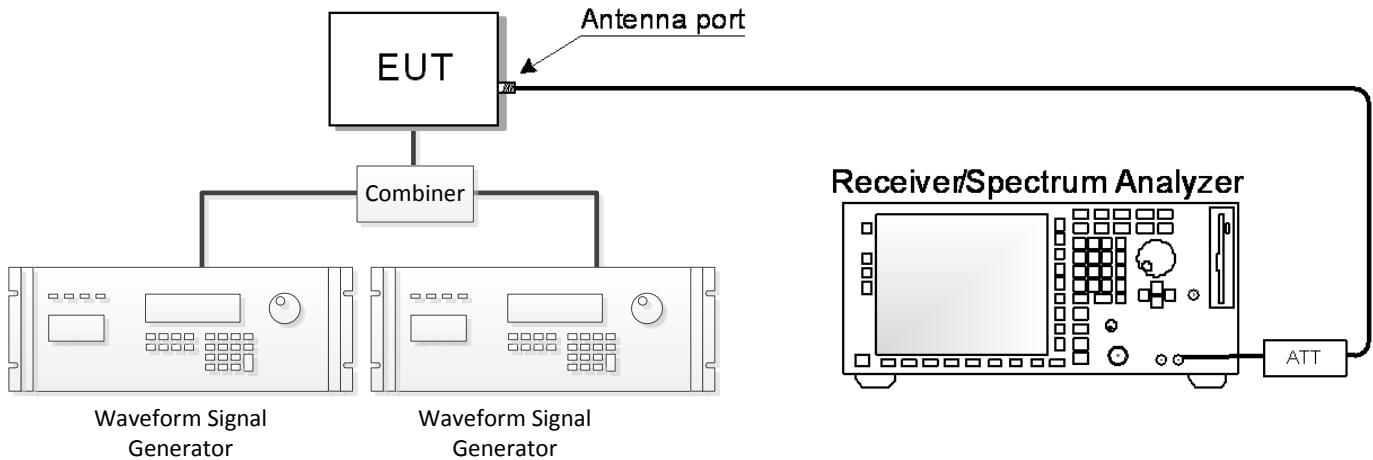 Antenna port
EUT
Combiner
Receiver/Spectrum Analyzer
ATT
Waveform Signal
Generator
Waveform Signal
Generator